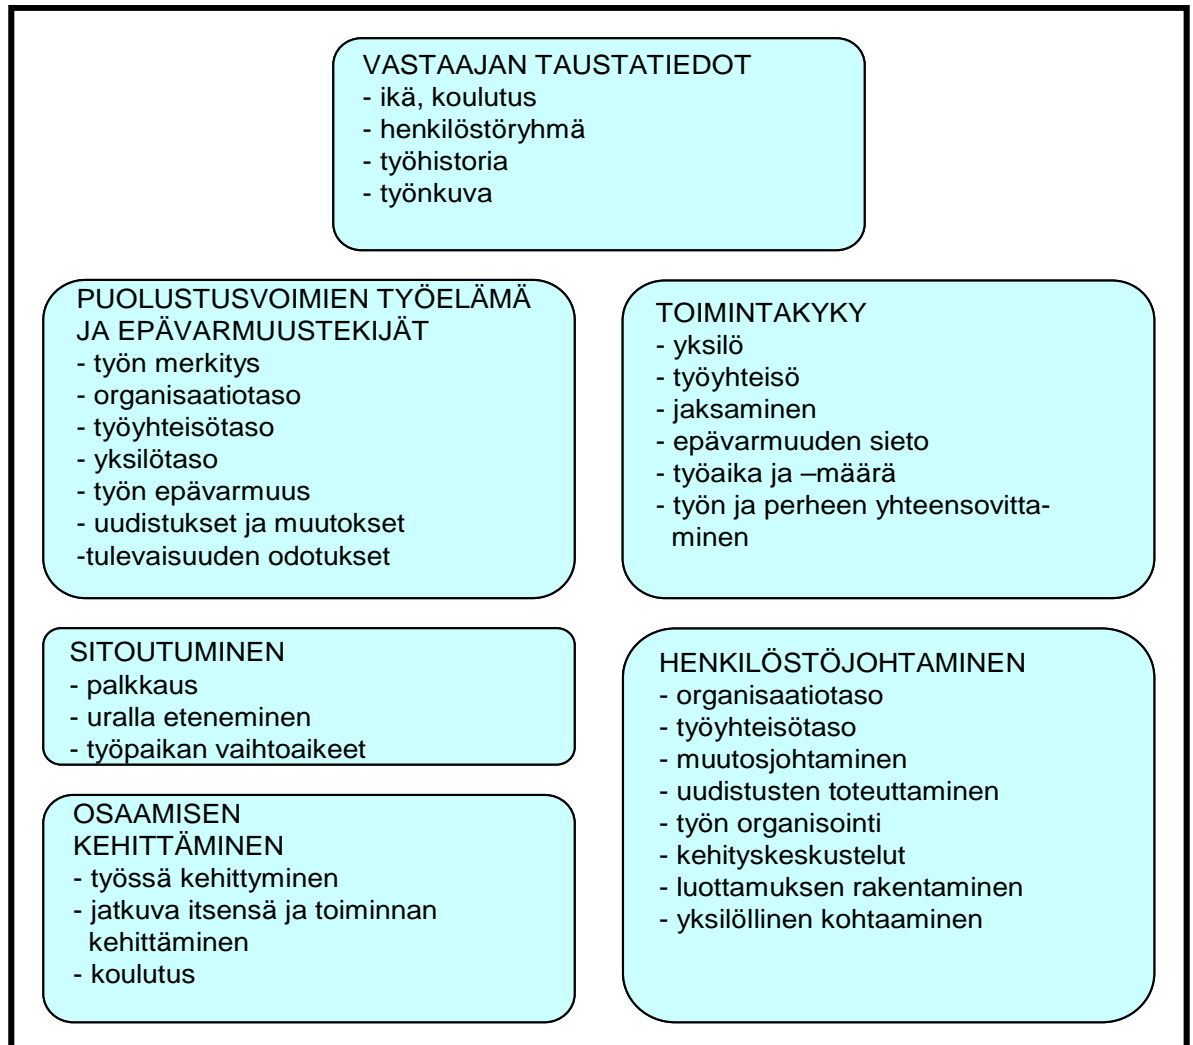 VASTAAJAN TAUSTATIEDOT
- ikä, koulutus
- henkilöstöryhmä
- työhistoria
- työnkuva
PUOLUSTUSVOIMIEN TYÖELÄMÄ
JA EPÄVARMUUSTEKIJÄT
- työn merkitys
- organisaatiotaso
- työyhteisötaso
- yksilötaso
- työn epävarmuus
- uudistukset ja muutokset
-tulevaisuuden odotukset
TOIMINTAKYKY
- yksilö
- työyhteisö
- jaksaminen
- epävarmuuden sieto
- työaika ja –määrä
- työn ja perheen yhteensovitta-
minen
SITOUTUMINEN
- palkkaus
- uralla eteneminen
- työpaikan vaihtoaikeet
HENKILÖSTÖJOHTAMINEN
- organisaatiotaso
- työyhteisötaso
- muutosjohtaminen
- uudistusten toteuttaminen
- työn organisointi
- kehityskeskustelut
- luottamuksen rakentaminen
- yksilöllinen kohtaaminen
OSAAMISEN
KEHITTÄMINEN
- työssä kehittyminen
- jatkuva itsensä ja toiminnan
kehittäminen
- koulutus